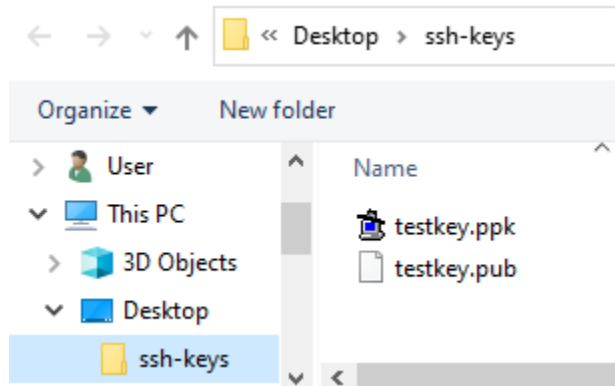 « Desktop › ssh-keys
Organize New folder
User
This PC
3D Objects
Desktop
ssh-keys
Name
testkey.ppk
testkey.pub